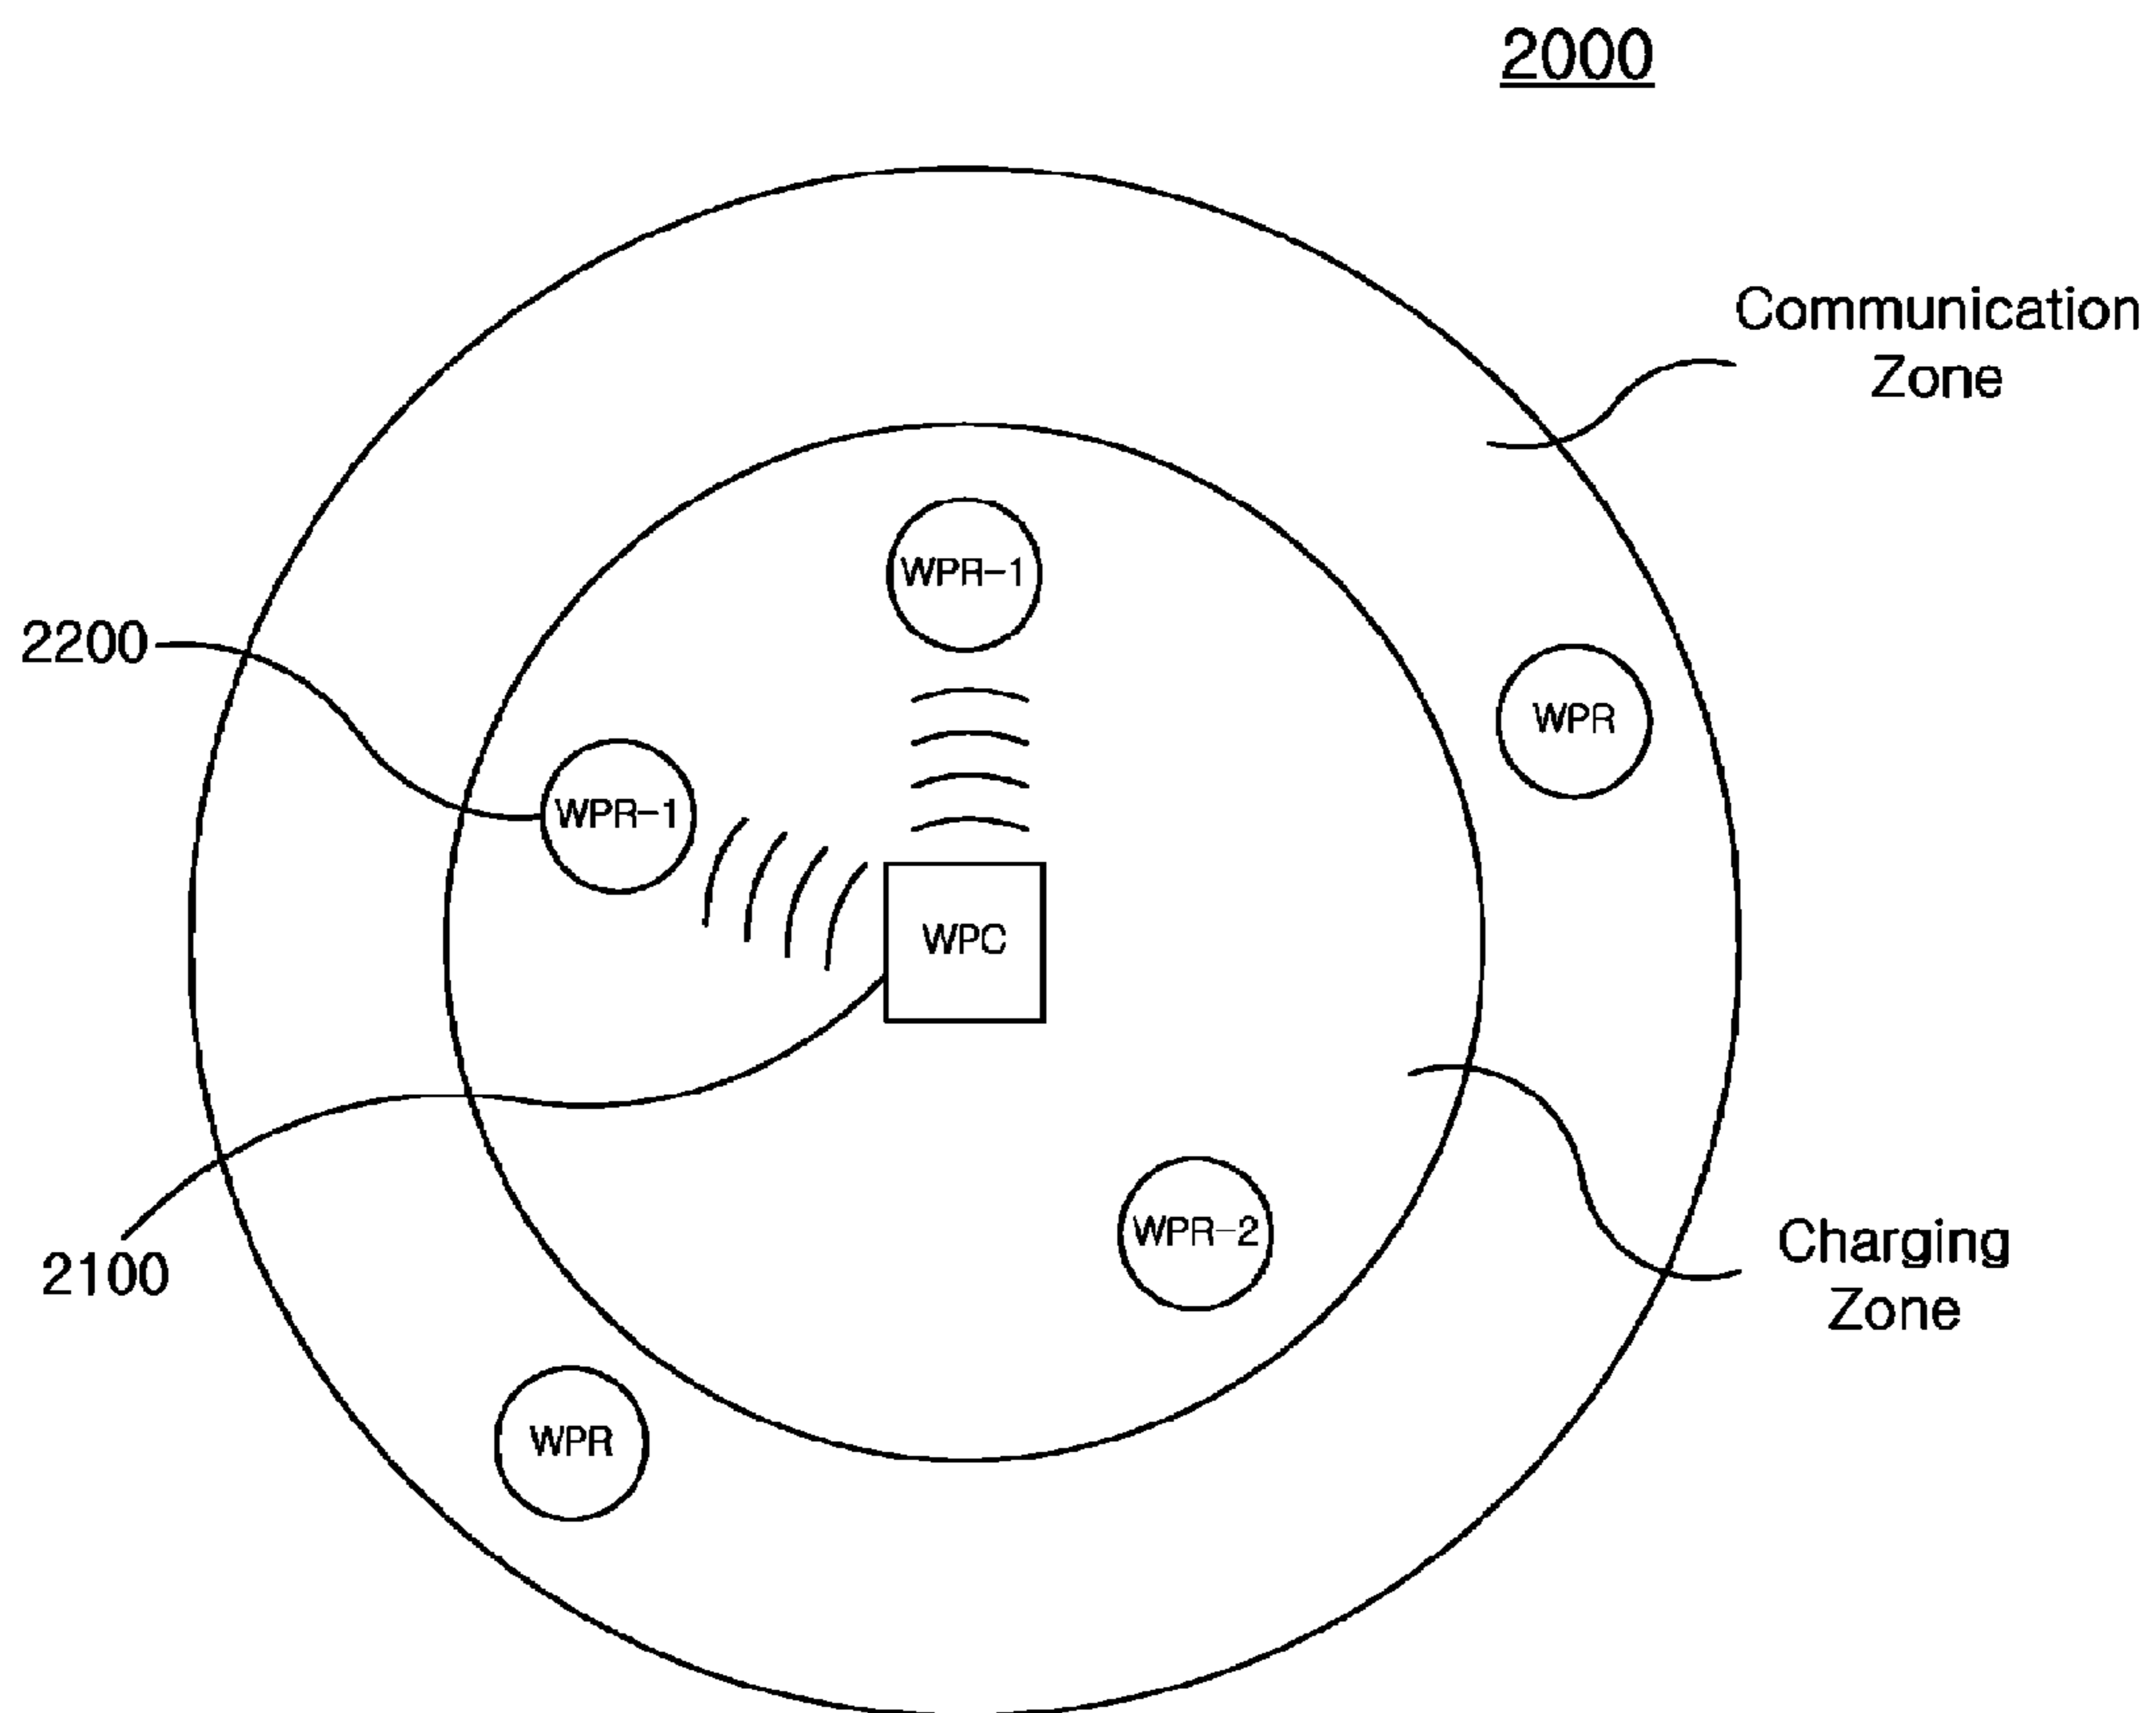 2000
Communication
Zone
WPR-1
2200
WPR
WPR-1
WPC
WPR-2
2100
Charging
Zone
WPR